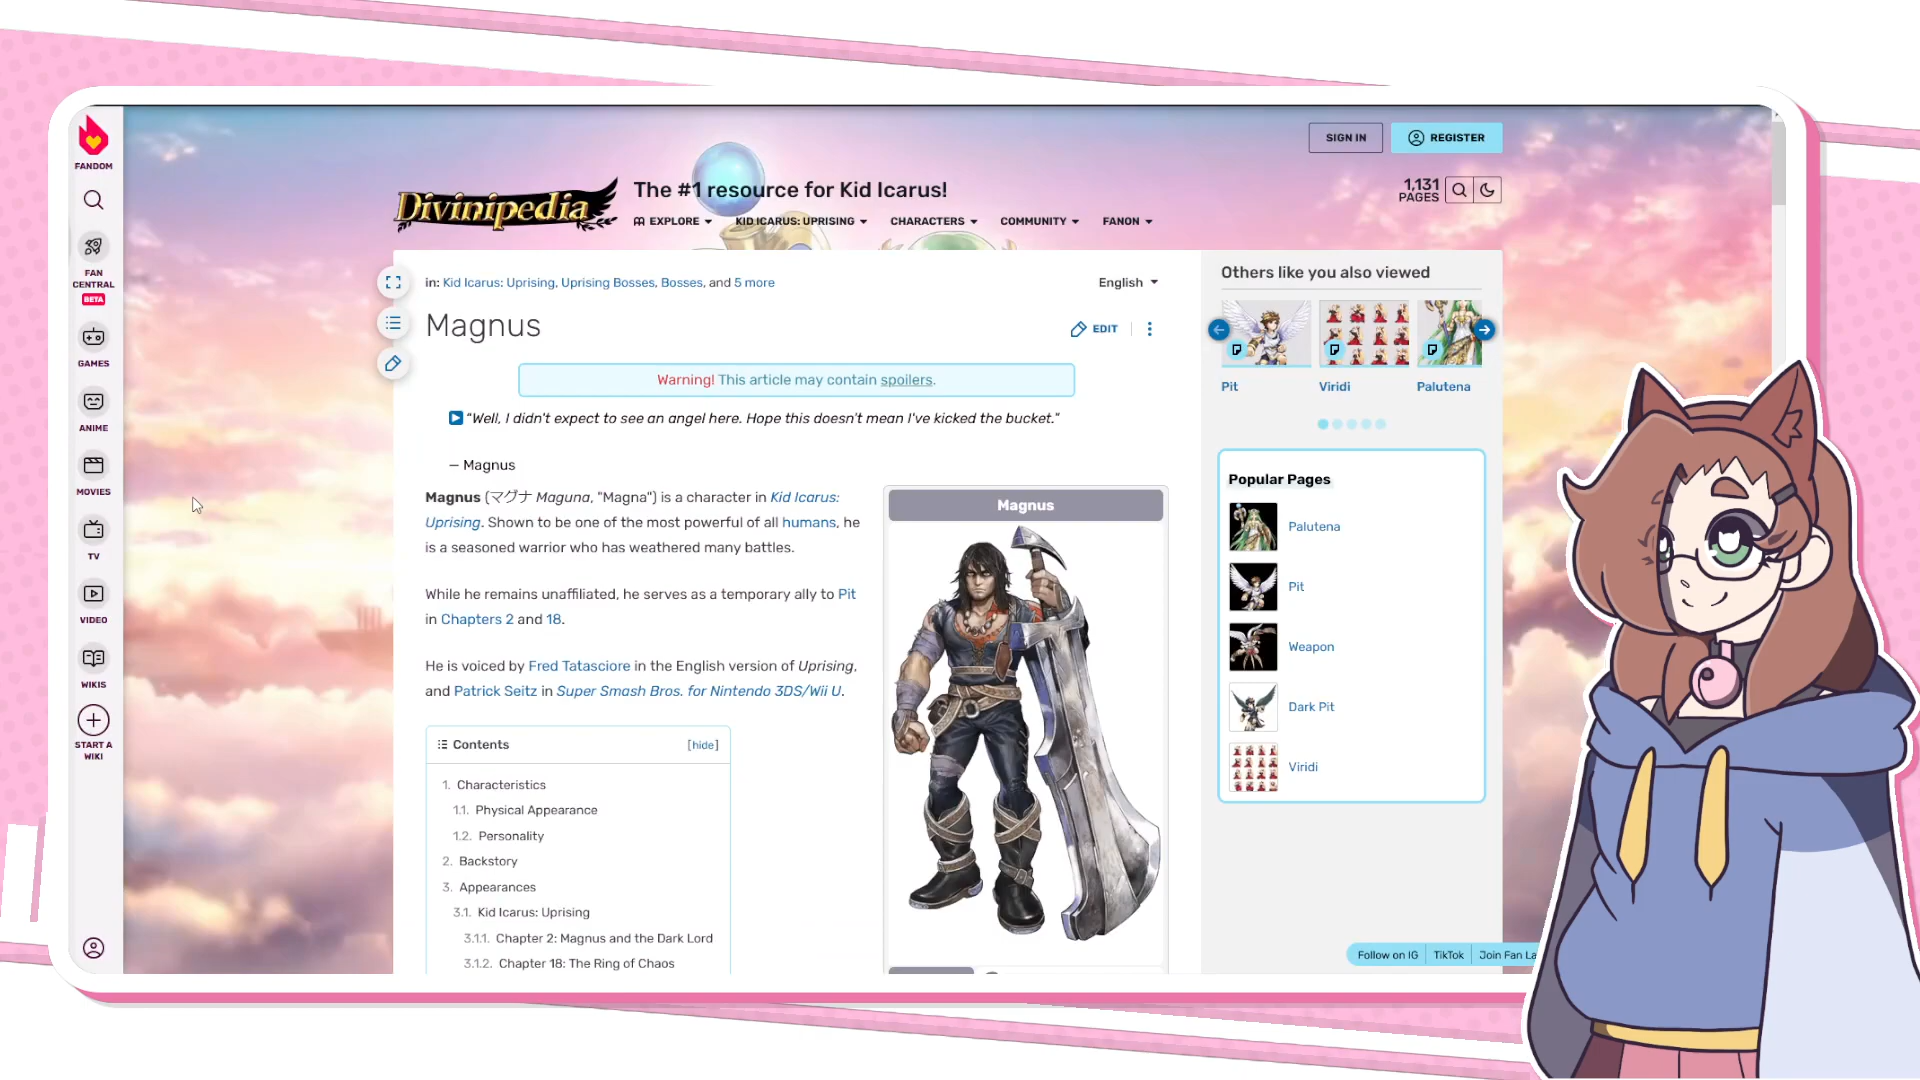 FANDOM
FAN
CENTRAL
BETA
GAMES
ANIME
MOVIES
TV
VIDEO
WIKIS
START A
WIKI
SIGN IN
REGISTER
Divinipedia
The #1 resource for Kid Icarus!
1,131
PAGES
EXPLORE
KID ICARUS: UPRISING
CHARACTERS
COMMUNITY
FANON
in: Kid Icarus: Uprising, Uprising Bosses, Bosses, and 5 more
English
Magnus
EDIT
Warning! This article may contain spoilers.
"Well, I didn't expect to see an angel here. Hope this doesn't mean I've kicked the bucket."
— Magnus
Magnus (マグナ Maguna, "Magna") is a character in Kid Icarus:
Uprising. Shown to be one of the most powerful of all humans, he
is a seasoned warrior who has weathered many battles.
While he remains unaffiliated, he serves as a temporary ally to Pit
in Chapters 2 and 18.
He is voiced by Fred Tatasciore in the English version of Uprising,
and Patrick Seitz in Super Smash Bros. for Nintendo 3DS/Wii U.
Contents
[hide]
1. Characteristics
1.1. Physical Appearance
1.2. Personality
2. Backstory
3. Appearances
3.1. Kid Icarus: Uprising
3.1.1. Chapter 2: Magnus and the Dark Lord
3.1.2. Chapter 18: The Ring of Chaos
Magnus
Others like you also viewed
Pit
Viridi
Palutena
Popular Pages
Palutena
Pit
Weapon
Dark Pit
Viridi
Follow on IG
TikTok
Join Fan La